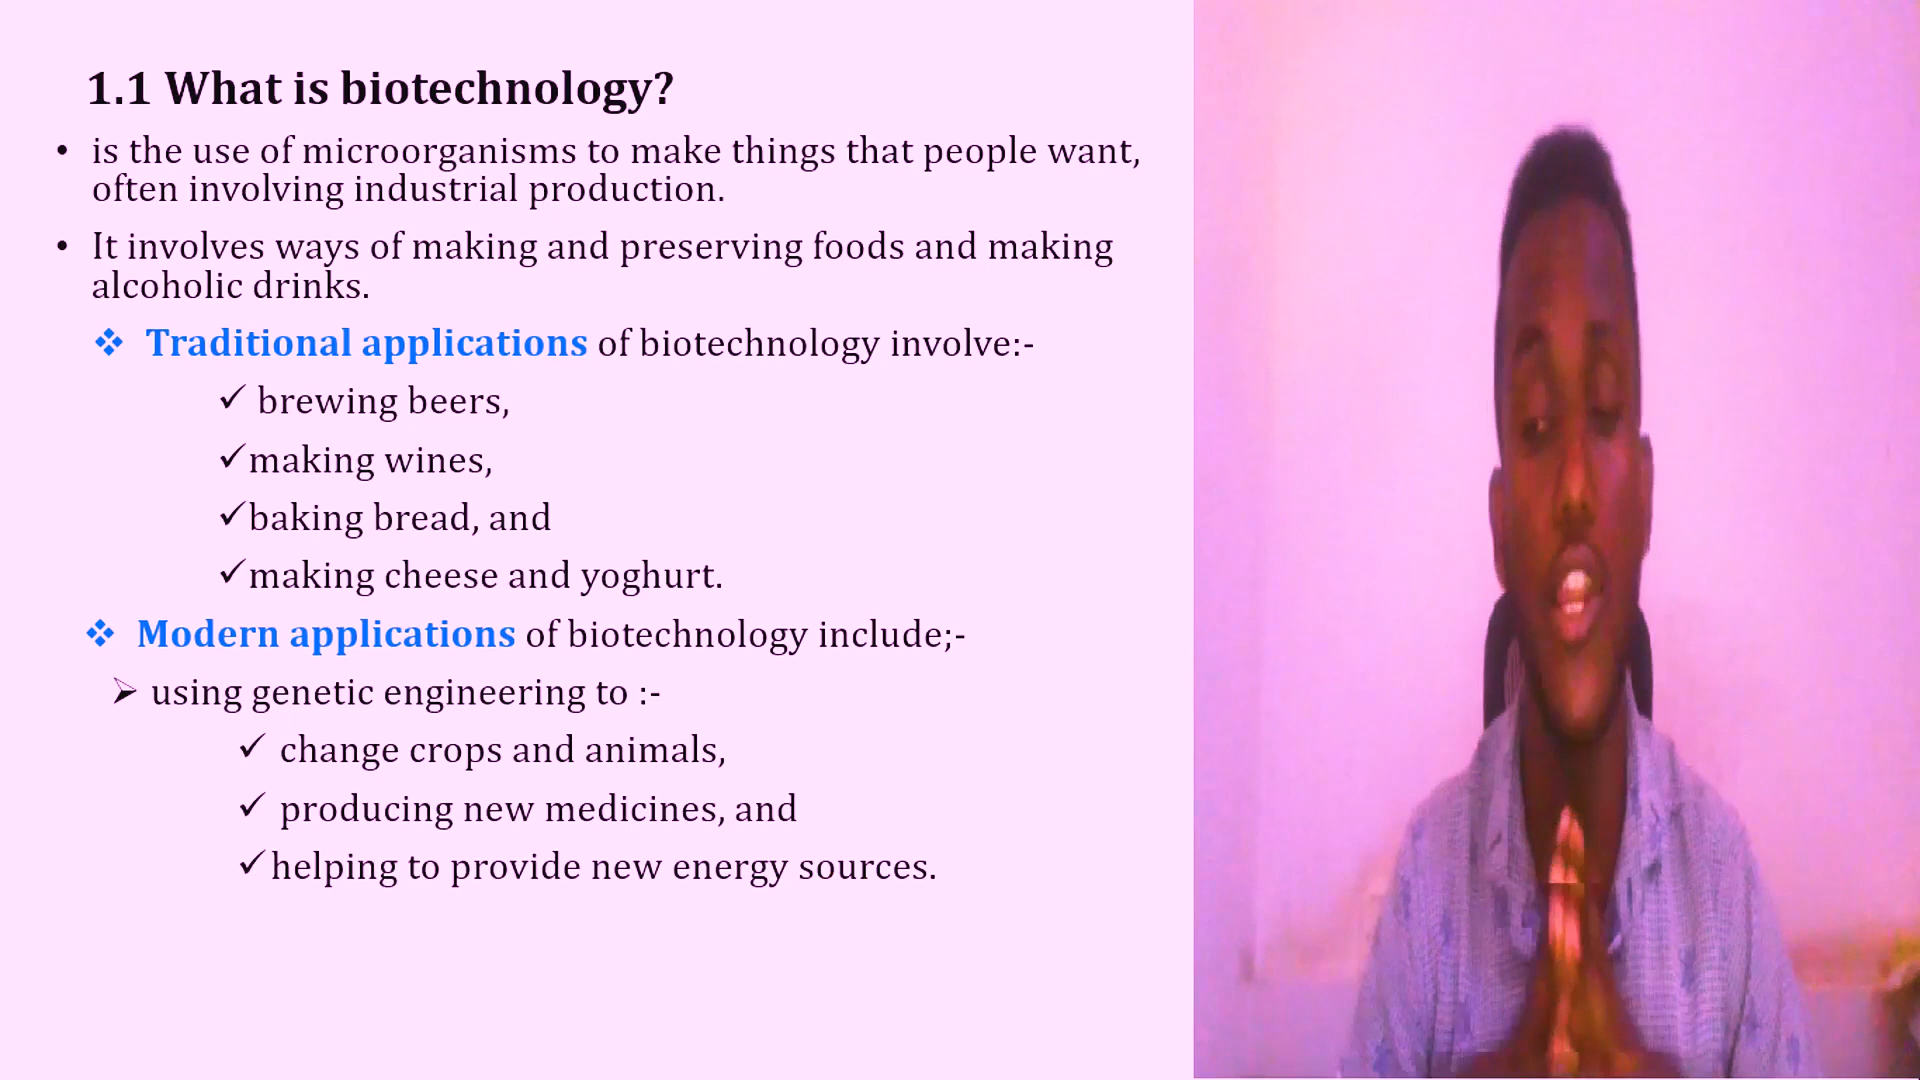 1.1 What is biotechnology?
• is the use of microorganisms to make things that people want,
often involving industrial production.
• It involves ways of making and preserving foods and making
alcoholic drinks.
❖ Traditional applications of biotechnology involve:-
✓ brewing beers,
✓making wines,
✓baking bread, and
✓making cheese and yoghurt.
❖ Modern applications of biotechnology include;-
➢ using genetic engineering to :-
✓ change crops and animals,
✓ producing new medicines, and
✓helping to provide new energy sources.